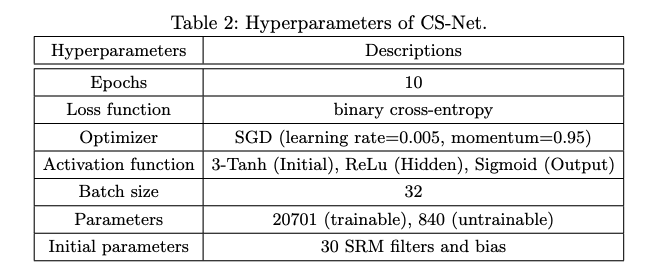 Table 2: Hyperparameters of CS-Net.
Hyperparameters Descriptions
Epochs 10
Loss function binary cross-entropy
Optimizer SGD (learning rate=0.005, momentum=0.95)
Activation function 3-Tanh (Initial), ReLu (Hidden), Sigmoid (Output)
Batch size 32
Parameters 20701 (trainable), 840 (untrainable)
Initial parameters 30 SRM filters and bias